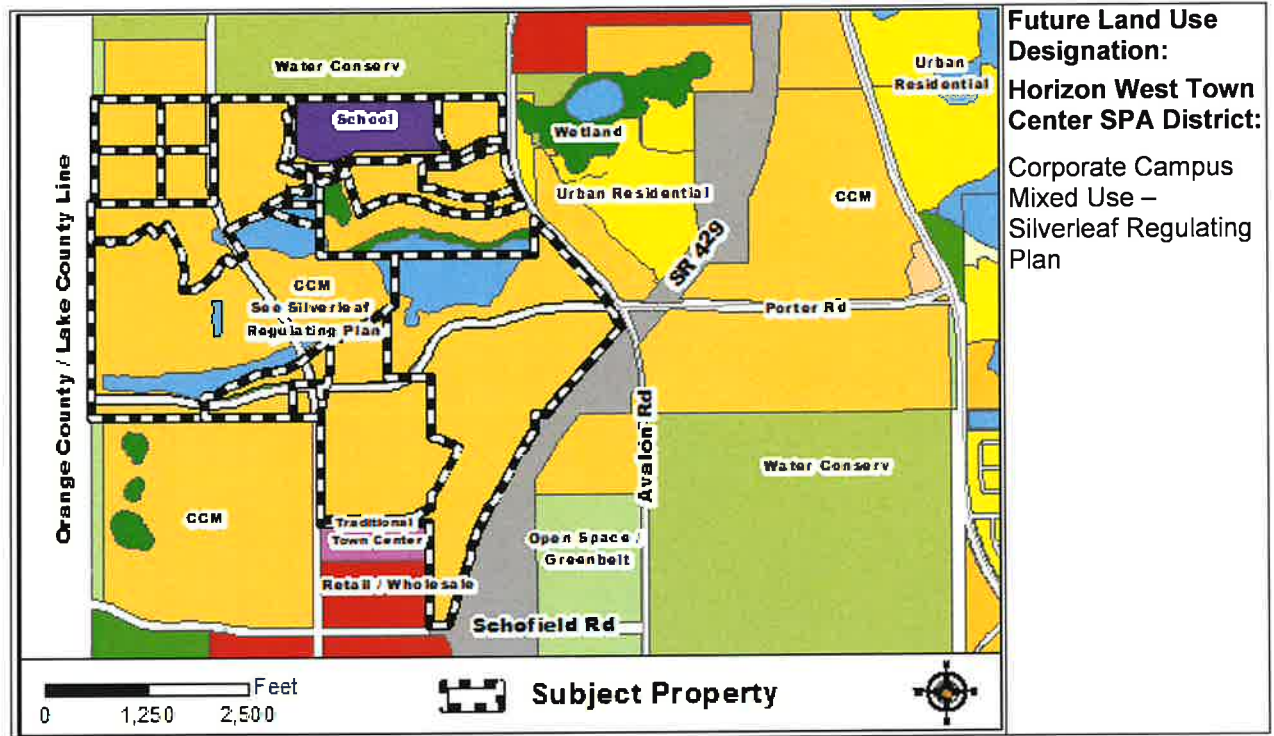 Future Land Use
Designation:
Horizon West Town
Center SPA District:
Corporate Campus
Mixed Use –
Silverleaf Regulating
Plan
Water Conserv
School
Wetland
Urban
Residential
Urban Residential
CCM
SR 429
Orange County / Lake County Line
CCM
See Silverleaf
Regulating Plan
Porter Rd
Avalon Rd
Water Conserv
CCM
Traditional
Town Center
Open Space /
Greenbelt
Retail / Wholesale
Schofield Rd
Feet
0 1,250 2,500
Subject Property
N
W E
S